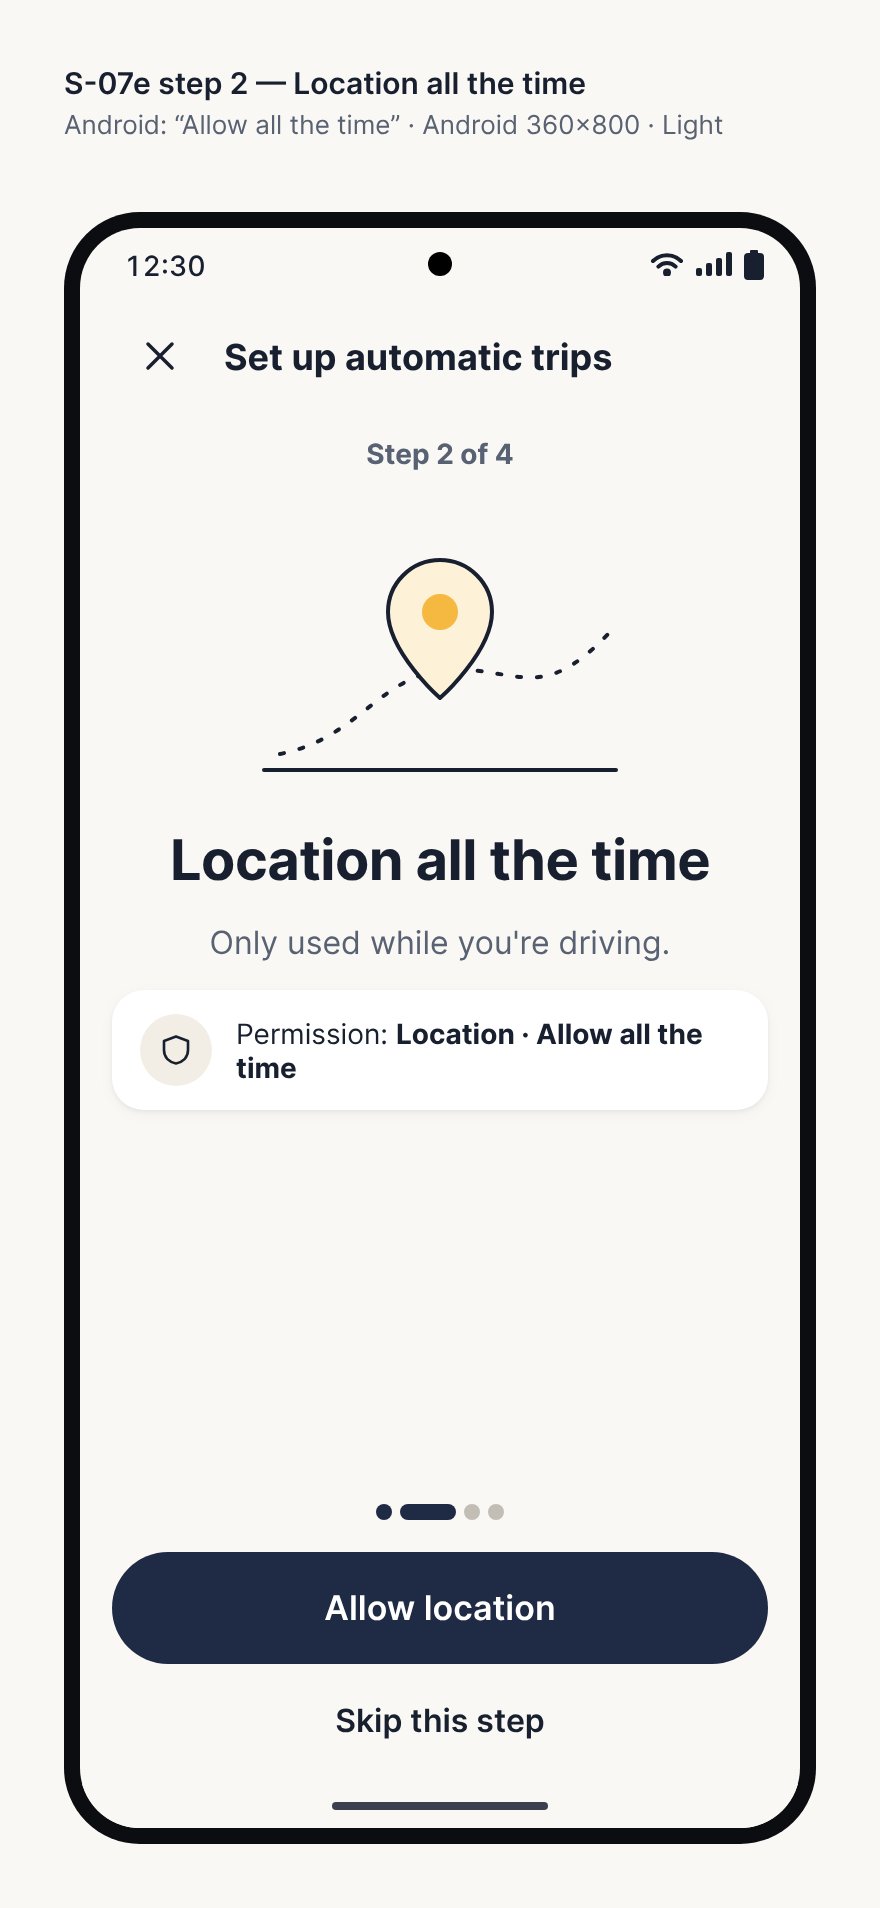 S-07e step 2 — Location all the time
Android: “Allow all the time” · Android 360×800 · Light
12:30
Set up automatic trips
Step 2 of 4
Location all the time
Only used while you're driving.
Permission: Location · Allow all the
time
Allow location
Skip this step